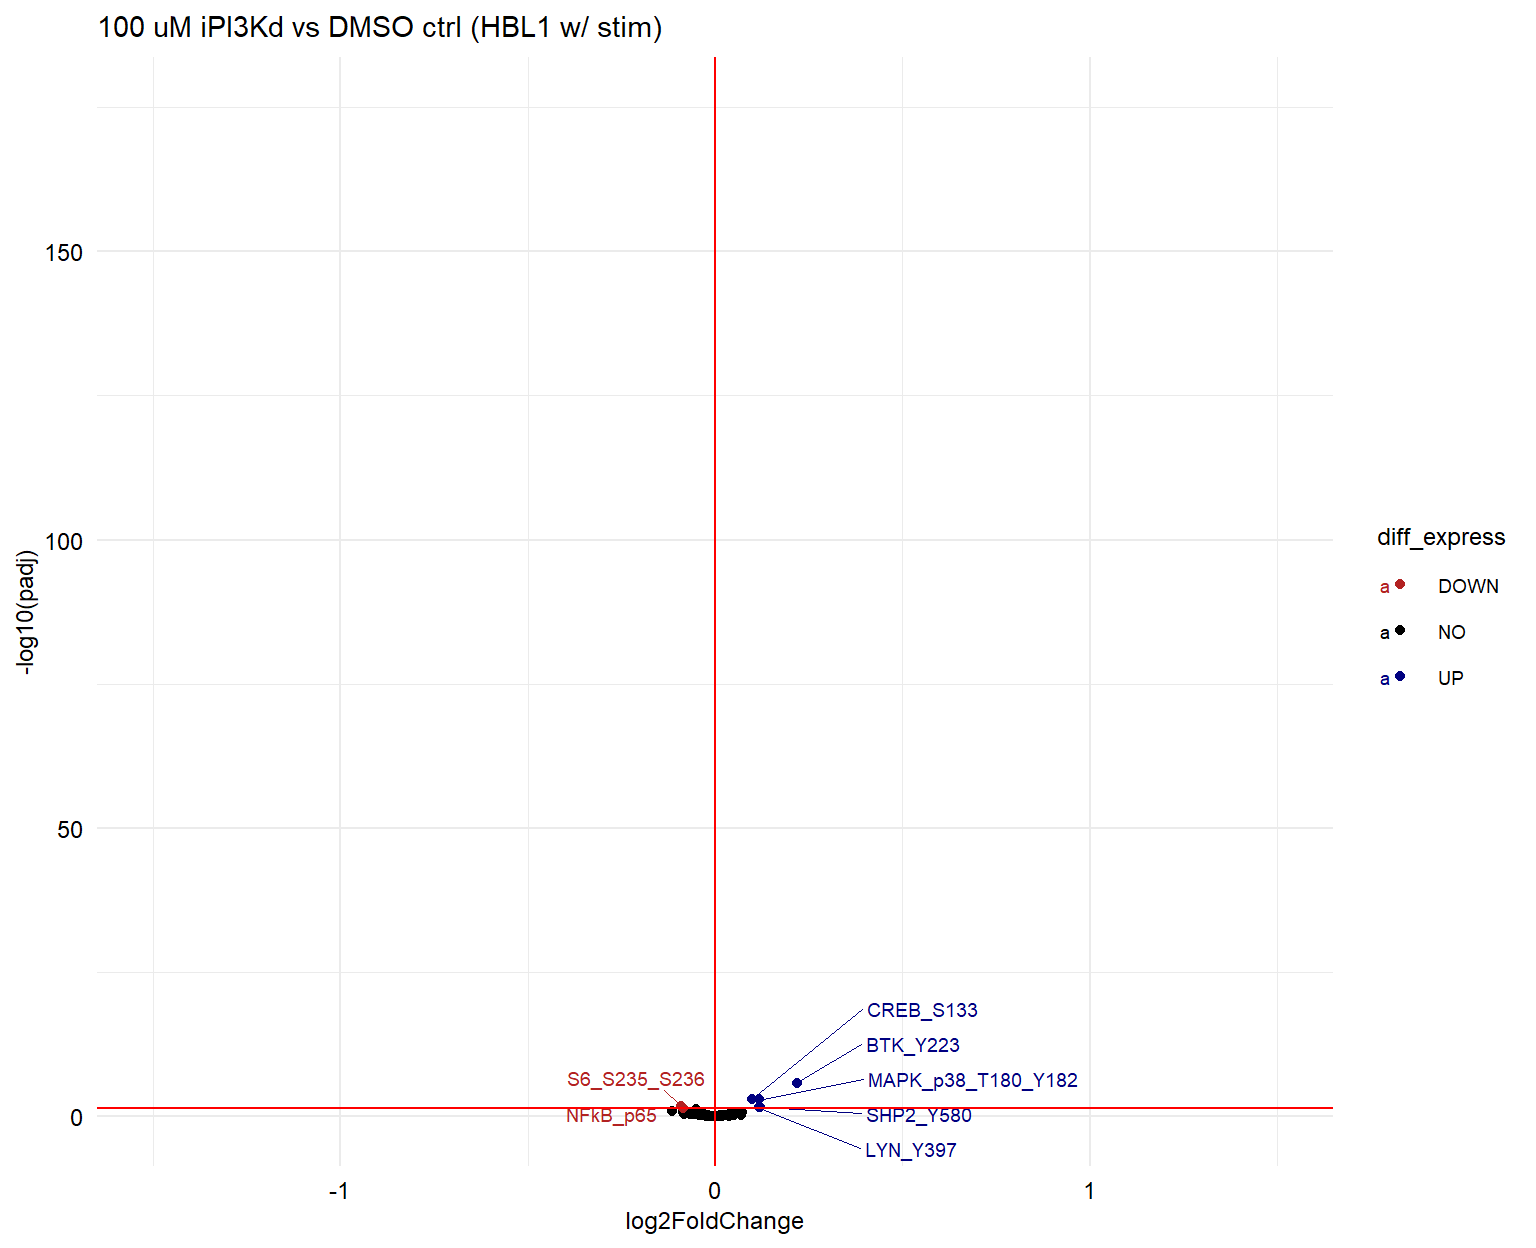 100 uM iPI3Kd vs DMSO ctrl (HBL1 w/ stim)
150
100
50
0
-log10(padj)
CREB_S133
BTK_Y223
S6_S235_S236
MAPK_p38_T180_Y182
NFkB_p65
SHP2_Y580
LYN_Y397
-1
0
1
log2FoldChange
diff_express
a DOWN
a NO
a UP